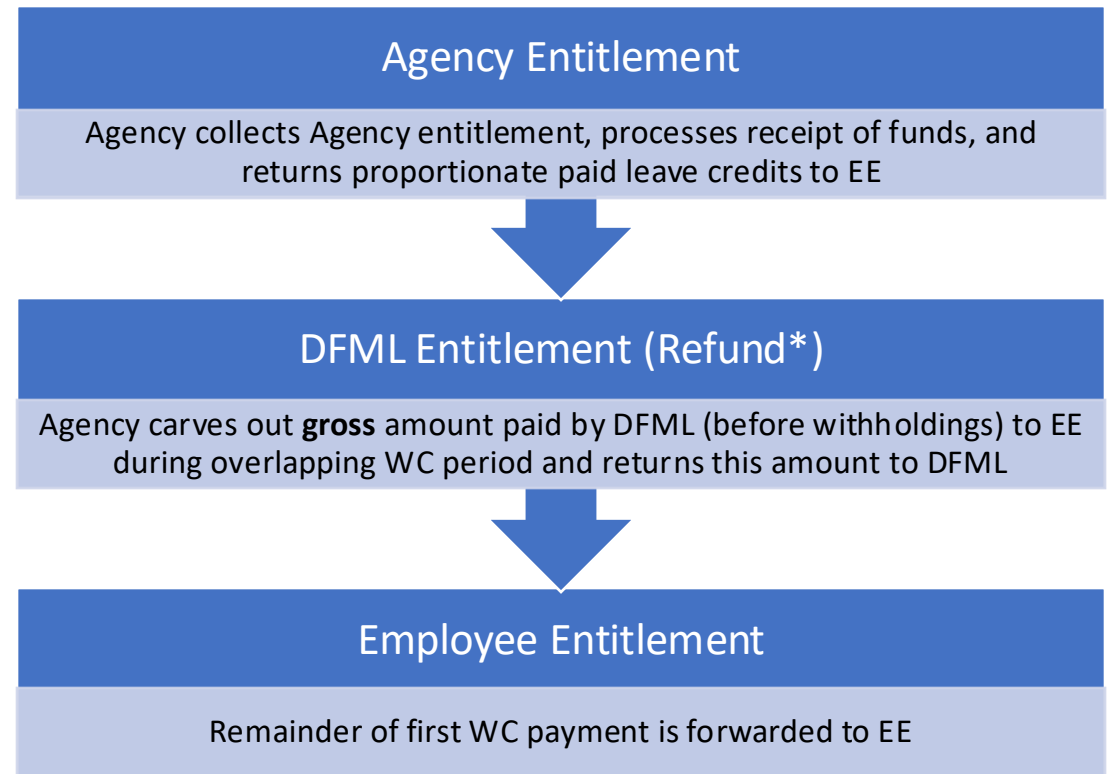 Agency Entitlement
Agency collects Agency entitlement, processes receipt of funds, and
returns proportionate paid leave credits to EE
DFML Entitlement (Refund*)
Agency carves out gross amount paid by DFML (before withholdings) to EE
during overlapping WC period and returns this amount to DFML
Employee Entitlement
Remainder of first WC payment is forwarded to EE